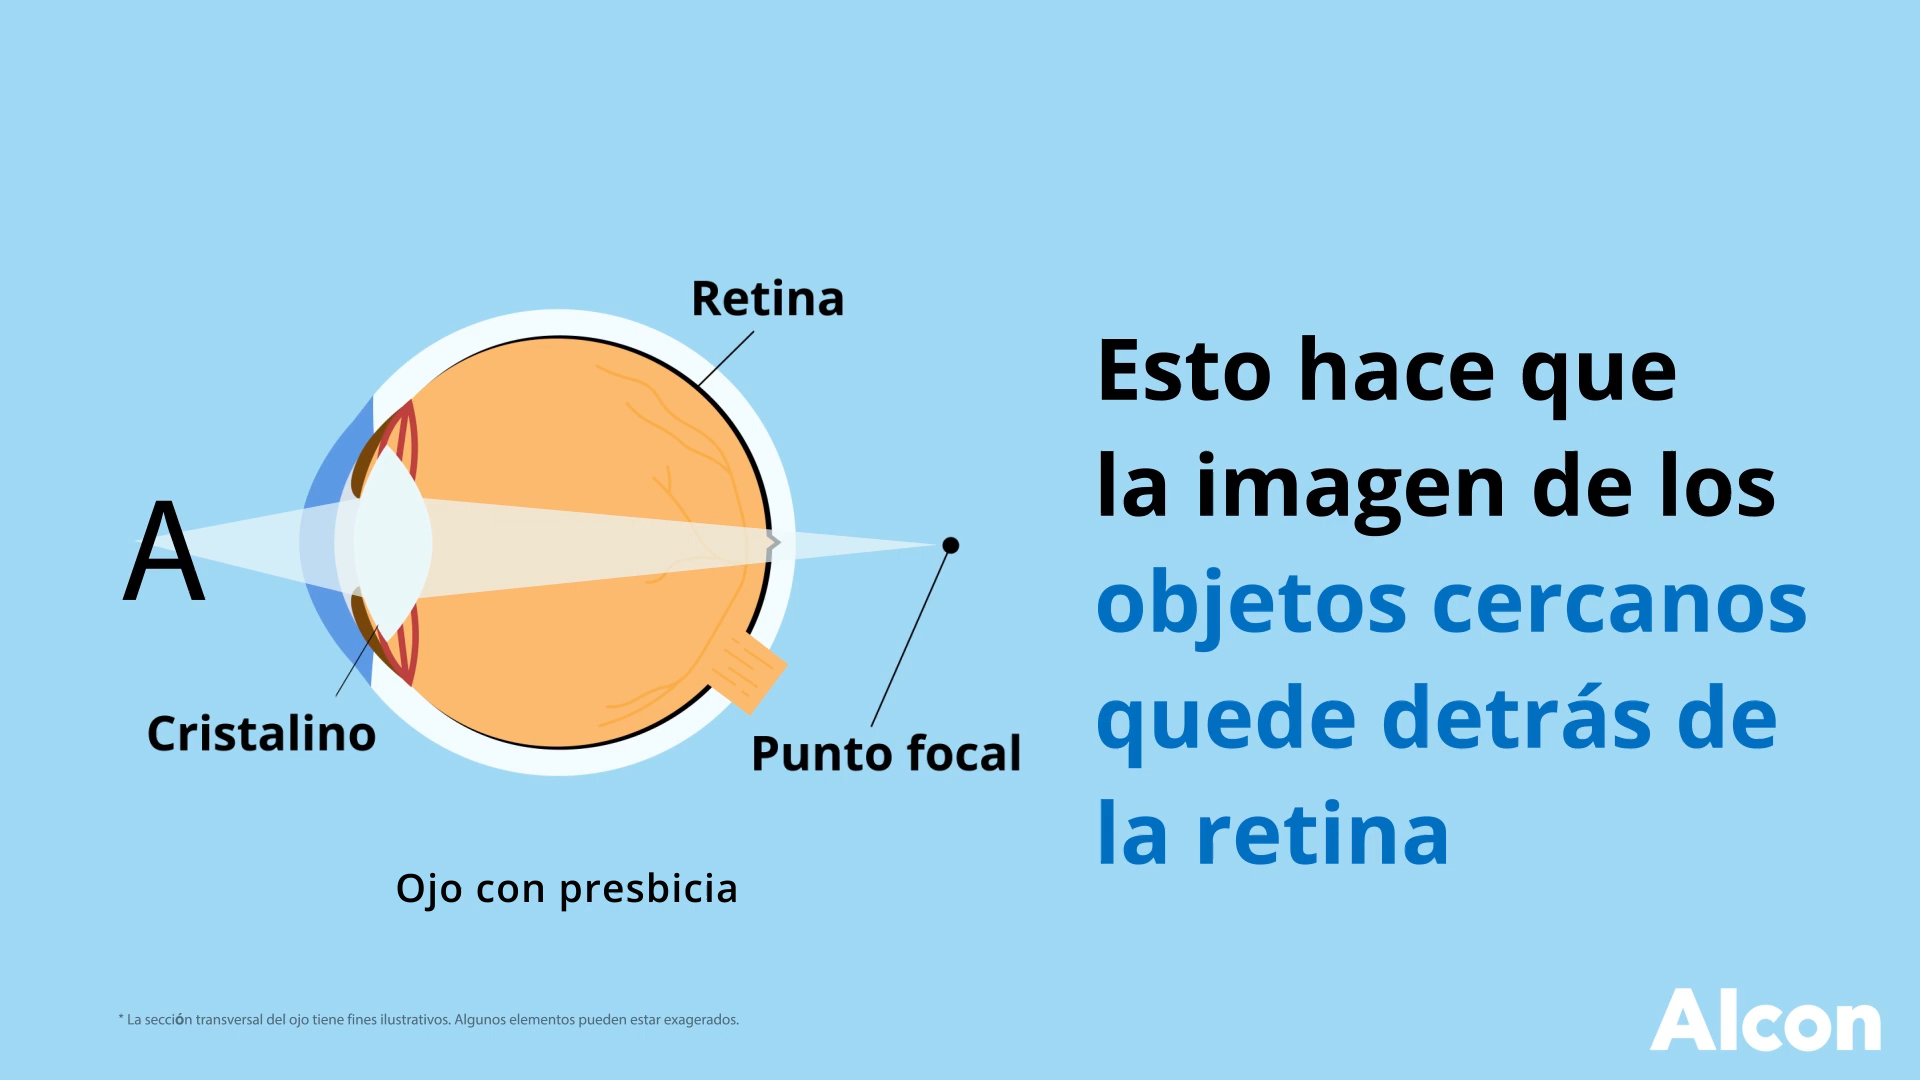 Retina
A
Cristalino
Punto focal
Ojo con presbicia
Esto hace que
la imagen de los
objetos cercanos
quede detrás de
la retina
* La sección transversal del ojo tiene fines ilustrativos. Algunos elementos pueden estar exagerados.
Alcon